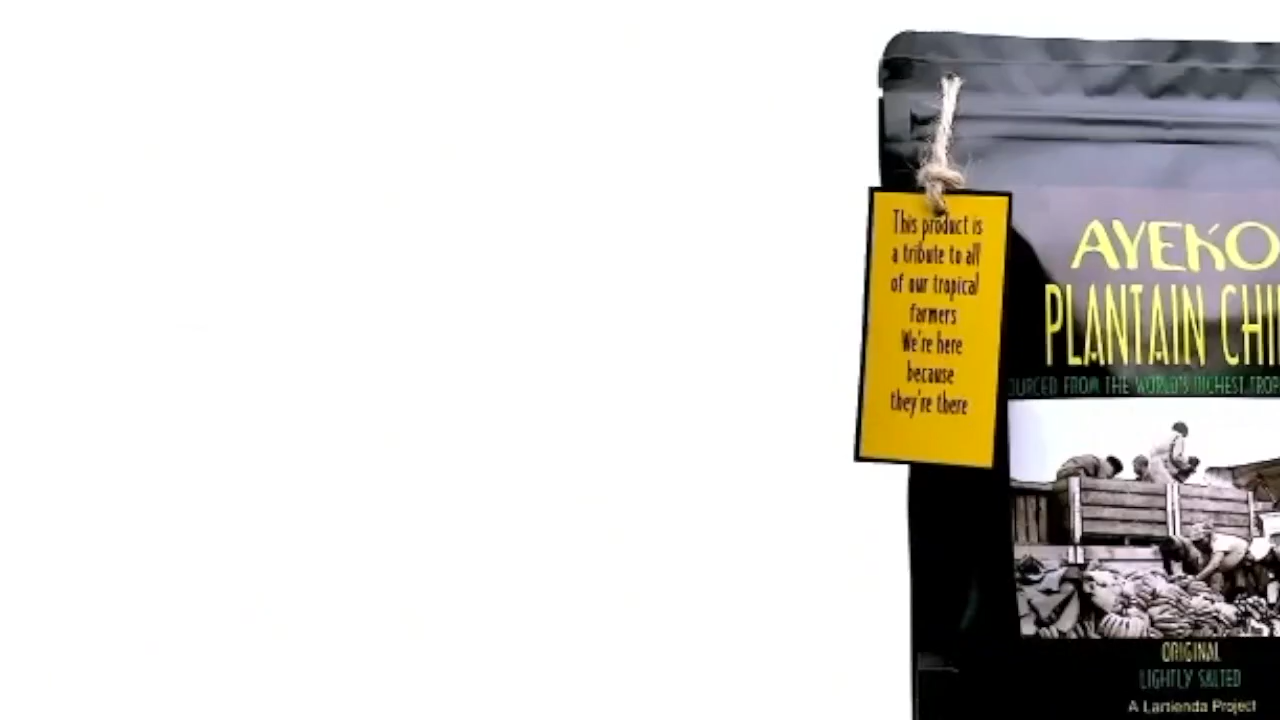 This product is
a tribute to all
of our tropical
farmers
We're here
because
they're there
AYEKO
PLANTAIN CHI
OURCED FROM THE WORLD'S RICHEST TROP
ORIGINAL
LIGHTLY SALTED
A Lartienda Project